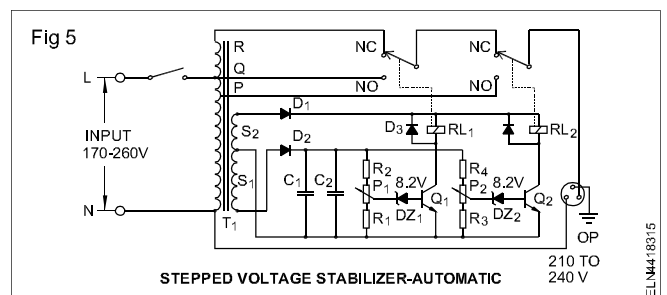 Fig 5
R
Q
P
NC
NO
NC
NO
L
INPUT
170-260V
N
D1
D2
D3
S2
S1
T1
C1
C2
R2
P1
R1
8.2V
DZ1
Q1
RL1
R4
P2
R3
8.2V
DZ2
Q2
RL2
OP
210 TO
240 V
STEPPED VOLTAGE STABILIZER-AUTOMATIC
ELN4418315